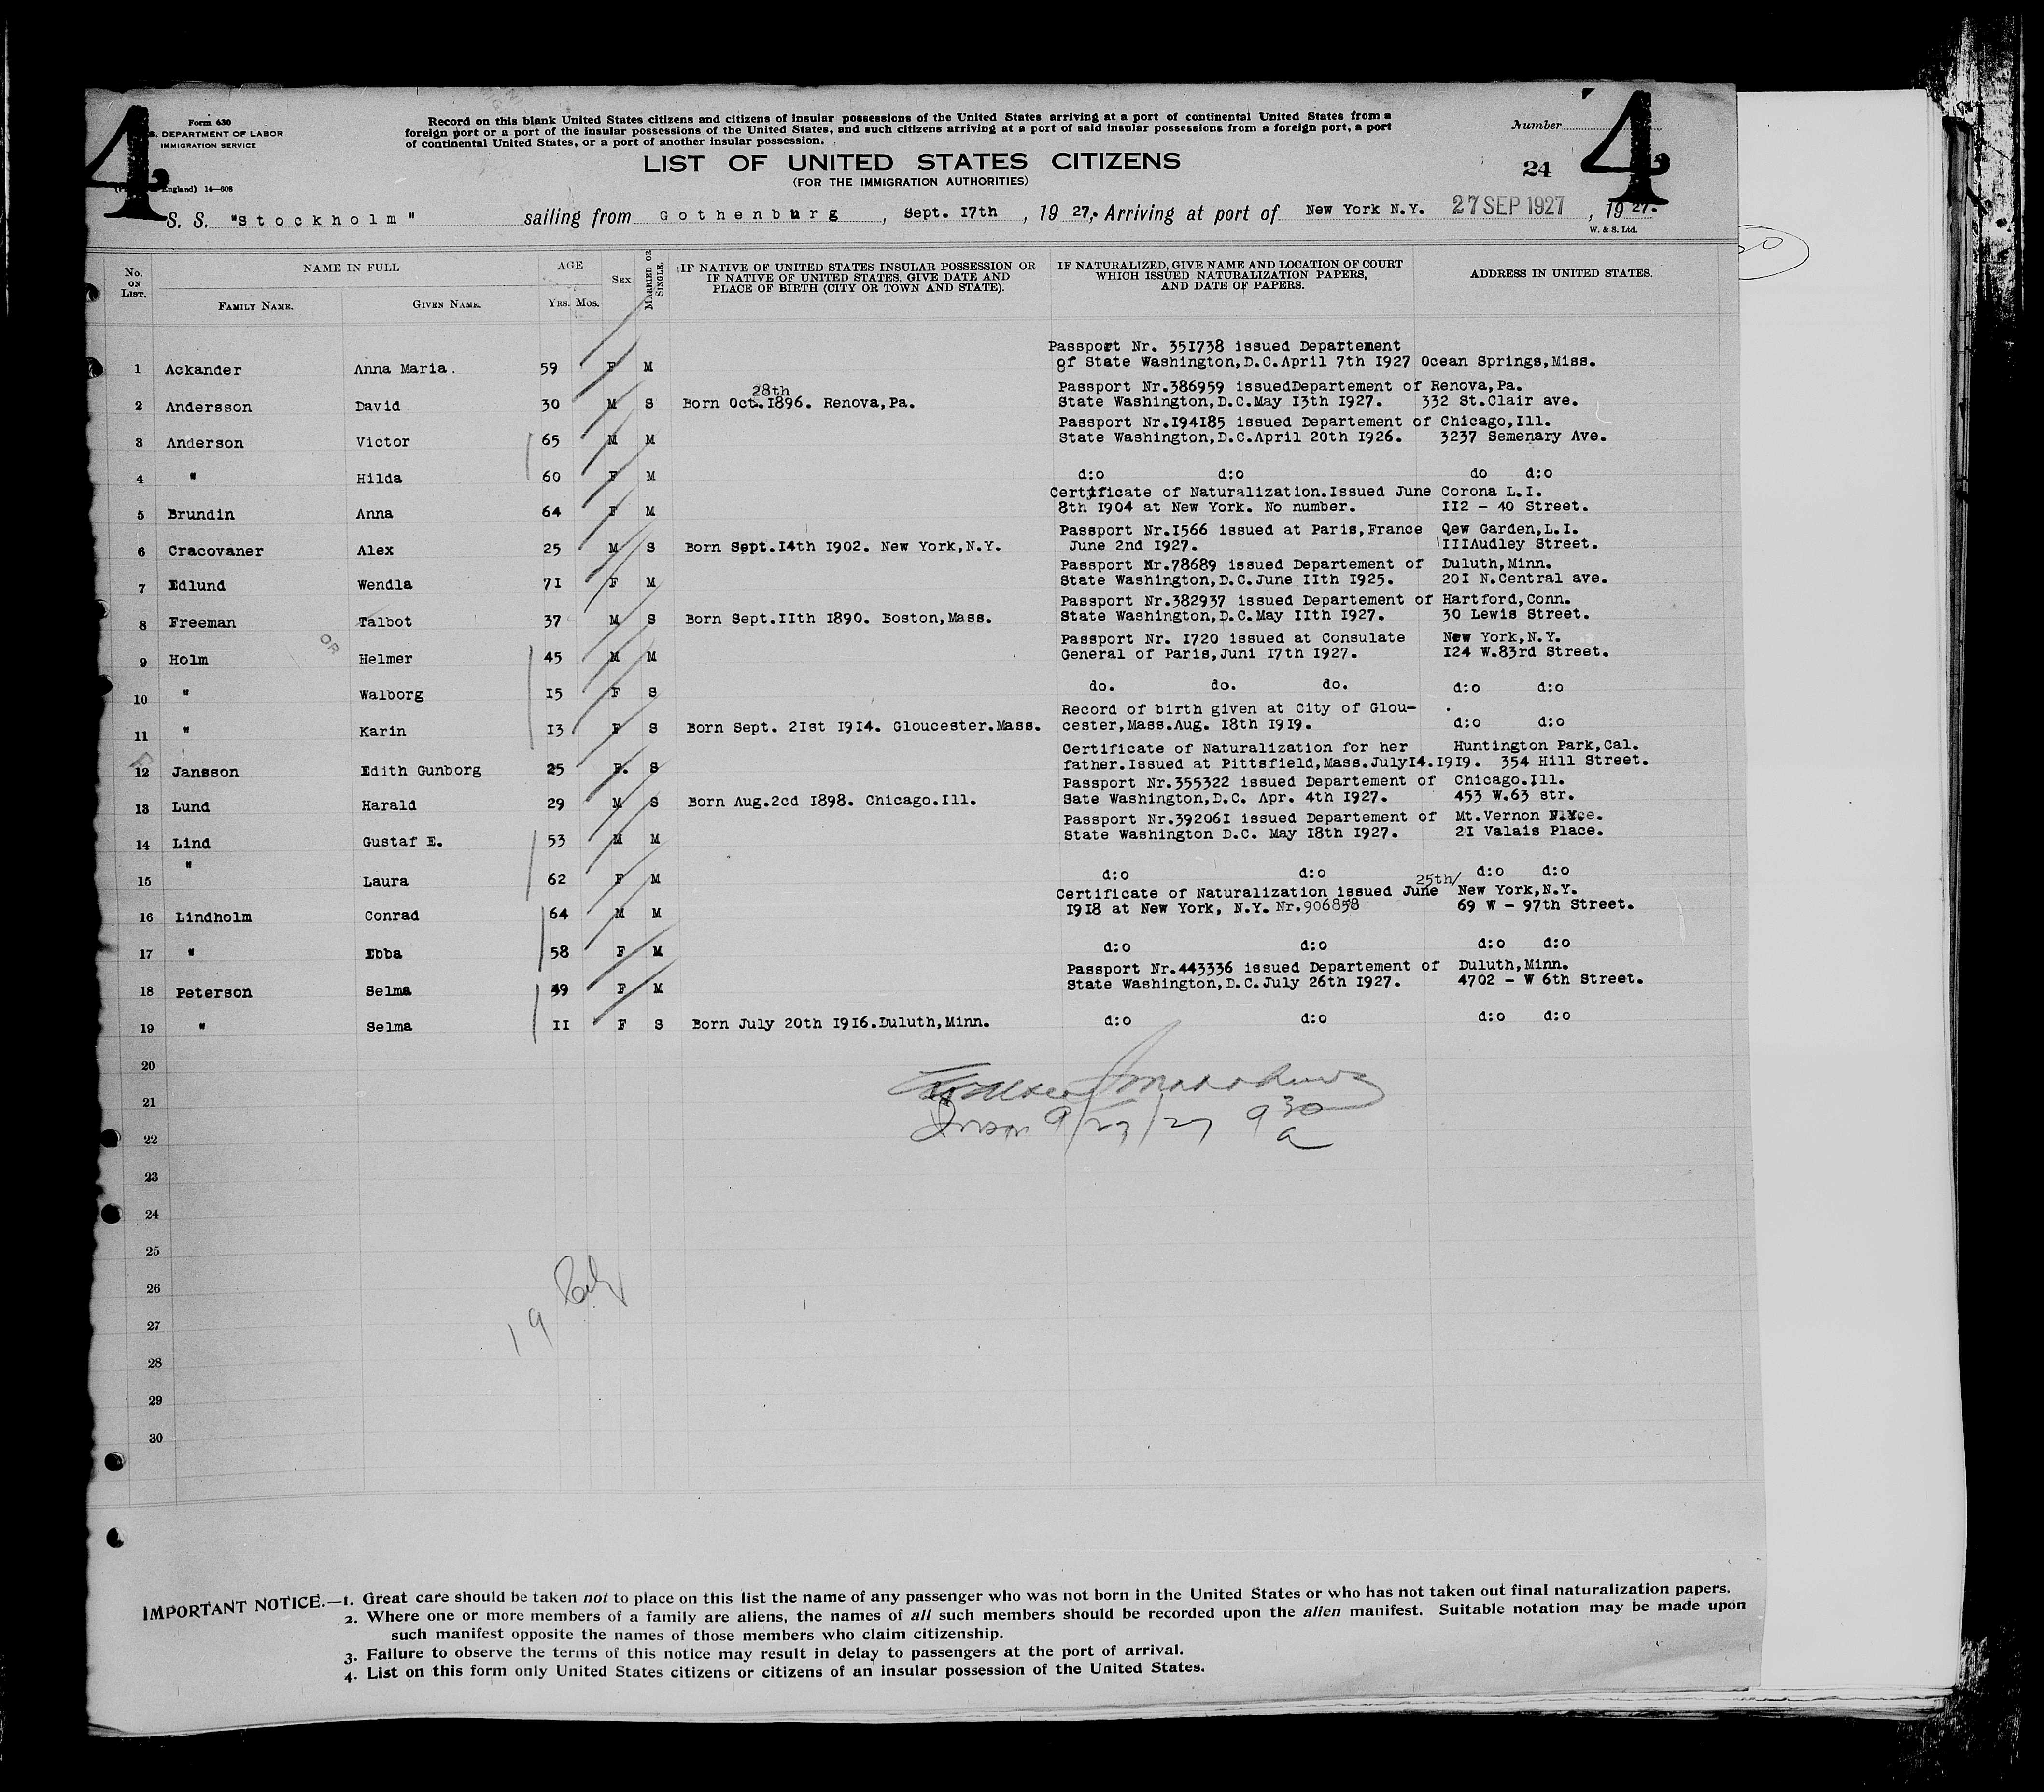 4
Form 630
S. DEPARTMENT OF LABOR
IMMIGRATION SERVICE
England) 14—608
Record on this blank United States citizens and citizens of insular possessions of the United States arriving at a port of continental United States from a
foreign port or a port of the insular possessions of the United States, and such citizens arriving at a port of said insular possessions from a foreign port, a port
of continental United States, or a port of another insular possession.
LIST OF UNITED STATES CITIZENS
(FOR THE IMMIGRATION AUTHORITIES)
Number
24
4
S. S. "Stockholm" sailing from Gothenburg, Sept. 17th, 19 27. Arriving at port of New York N.Y. 27 SEP 1927, 19 27.
W. & S. Ltd.
No. ON LIST. NAME IN FULL FAMILY NAME. GIVEN NAME. AGE YRS. MOS. SEX. MARRIED OR SINGLE. IF NATIVE OF UNITED STATES INSULAR POSSESSION OR IF NATIVE OF UNITED STATES, GIVE DATE AND PLACE OF BIRTH (CITY OR TOWN AND STATE). IF NATURALIZED, GIVE NAME AND LOCATION OF COURT WHICH ISSUED NATURALIZATION PAPERS, AND DATE OF PAPERS. ADDRESS IN UNITED STATES.
Passport Nr. 351738 issued Departement
1 Ackander Anna Maria. 59 F M of State Washington,D.C.April 7th 1927 Ocean Springs,Miss.
28th Passport Nr.386959 issuedDepartement of Renova,Pa.
2 Andersson David 30 M S Born Oct.1896. Renova,Pa. State Washington,D.C.May 13th 1927. 332 St.Clair ave.
Passport Nr.194185 issued Departement of Chicago,Ill.
3 Anderson Victor 65 M M State Washington,D.C.April 20th 1926. 3237 Semenary Ave.
4 " Hilda 60 F M d:o d:o do d:o
Certificate of Naturalization.Issued June Corona L.I.
5 Brundin Anna 64 F M 8th 1904 at New York. No number. 112 - 40 Street.
Passport Nr.1566 issued at Paris,France Qew Garden,L.I.
6 Cracovaner Alex 25 M S Born Sept.14th 1902. New York,N.Y. June 2nd 1927. 111Audley Street.
Passport Nr.78689 issued Departement of Duluth,Minn.
7 Edlund Wendla 71 F M State Washington,D.C.June 11th 1925. 201 N.Central ave.
Passport Nr.382937 issued Departement of Hartford,Conn.
8 Freeman Talbot 37 M S Born Sept.11th 1890. Boston,Mass. State Washington,D.C.May 11th 1927. 30 Lewis Street.
OR
Passport Nr. 1720 issued at Consulate New York,N.Y.
9 Holm Helmer 45 M M General of Paris,Juni 17th 1927. 124 W.83rd Street.
10 " Walborg 15 F S do. do. do. d:o d:o
Record of birth given at City of Glou-
11 " Karin 13 F S Born Sept. 21st 1914. Gloucester.Mass. cester,Mass.Aug. 18th 1919. d:o d:o
Certificate of Naturalization for her Huntington Park,Cal.
12 Jansson Edith Gunborg 25 F. S father.Issued at Pittsfield,Mass.July14.1919. 354 Hill Street.
Passport Nr.355322 issued Departement of Chicago.Ill.
13 Lund Harald 29 M S Born Aug.2cd 1898. Chicago.Ill. Sate Washington,D.C. Apr. 4th 1927. 453 W.63 str.
Passport Nr.392061 issued Departement of Mt.Vernon
14 Lind Gustaf E. 53 M M State Washington D.C. May 18th 1927. 21 Valais Place.
15 " Laura 62 F M d:o d:o d:o d:o
25th/
Certificate of Naturalization issued June New York,N.Y.
16 Lindholm Conrad 64 M M 1918 at New York, N.Y. Nr.906858 69 W - 97th Street.
17 " Ebba 58 F M d:o d:o d:o d:o
Passport Nr.443336 issued Departement of Duluth,Minn.
18 Peterson Selma 49 F M State Washington,D.C.July 26th 1927. 4702 - W 6th Street.
19 " Selma 11 F S Born July 20th 1916.Duluth,Minn. d:o d:o d:o d:o
20
21
9/27/27 9 30 a
22
23
24
25
26
19
27
28
29
30
IMPORTANT NOTICE.—1. Great care should be taken not to place on this list the name of any passenger who was not born in the United States or who has not taken out final naturalization papers.
2. Where one or more members of a family are aliens, the names of all such members should be recorded upon the alien manifest. Suitable notation may be made upon
such manifest opposite the names of those members who claim citizenship.
3. Failure to observe the terms of this notice may result in delay to passengers at the port of arrival.
4. List on this form only United States citizens or citizens of an insular possession of the United States.